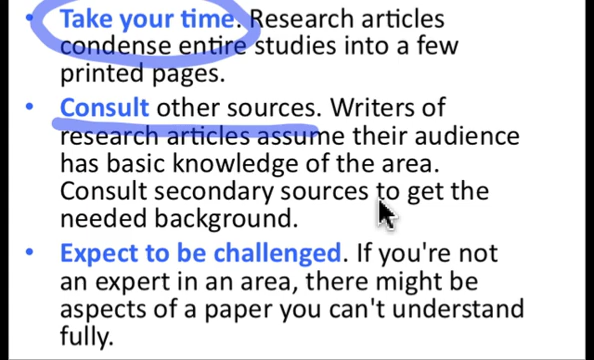 • Take your time. Research articles
condense entire studies into a few
printed pages.
• Consult other sources. Writers of
research articles assume their audience
has basic knowledge of the area.
Consult secondary sources to get the
needed background.
• Expect to be challenged. If you're not
an expert in an area, there might be
aspects of a paper you can't understand
fully.